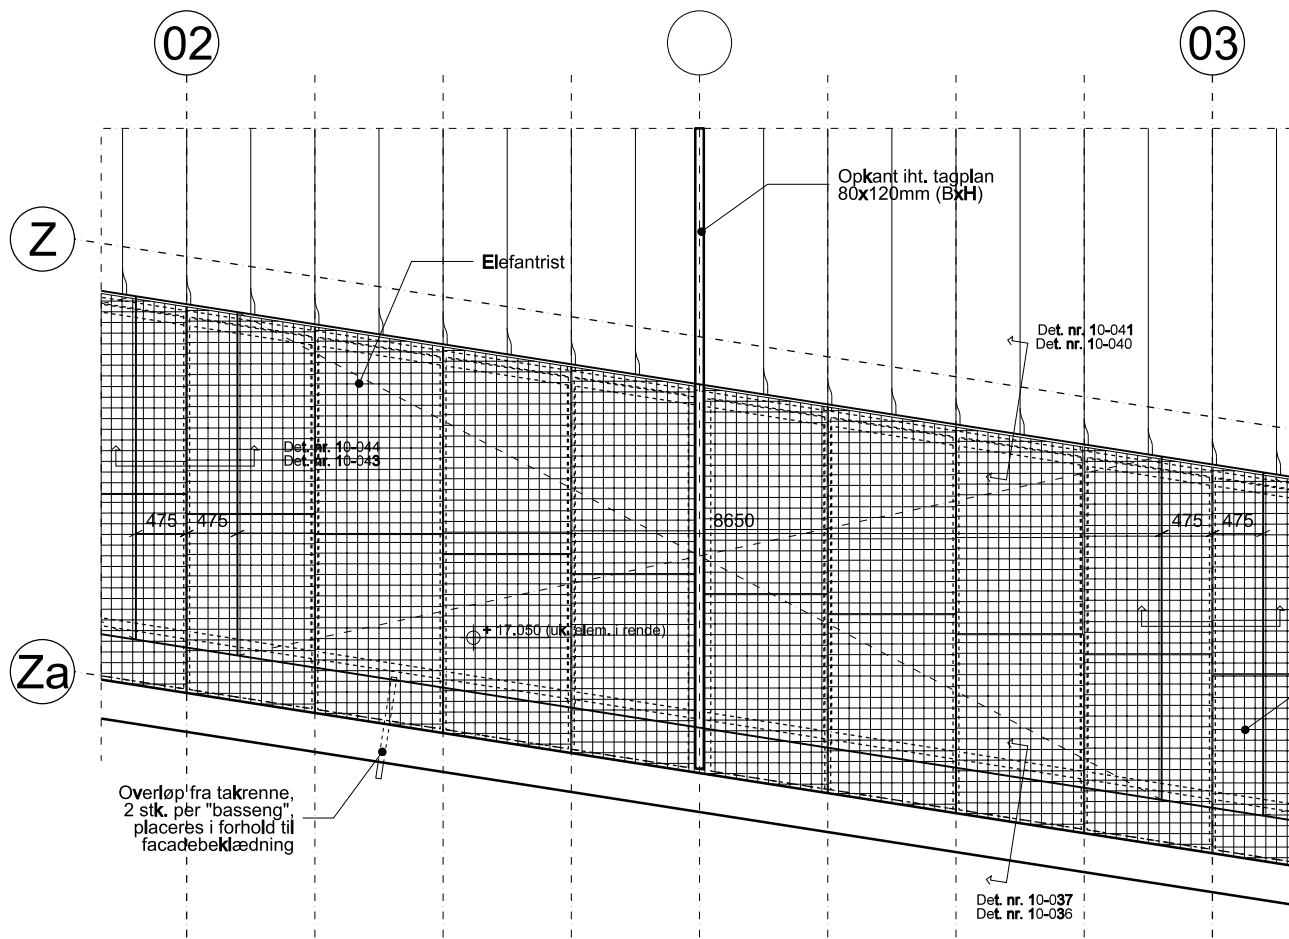 02
03
Opkant iht. tagplan
80x120mm (BxH)
Z
Elefantrist
Det. nr. 10-041
Det. nr. 10-040
Det. nr. 10-044
Det. nr. 10-043
475
475
8650
475
475
+ 17.050 (uk. elem. i rende)
Za
Overløp fra takrenne,
2 stk. per "basseng",
placeres i forhold til
facadebeklædning
Det. nr. 10-037
Det. nr. 10-036